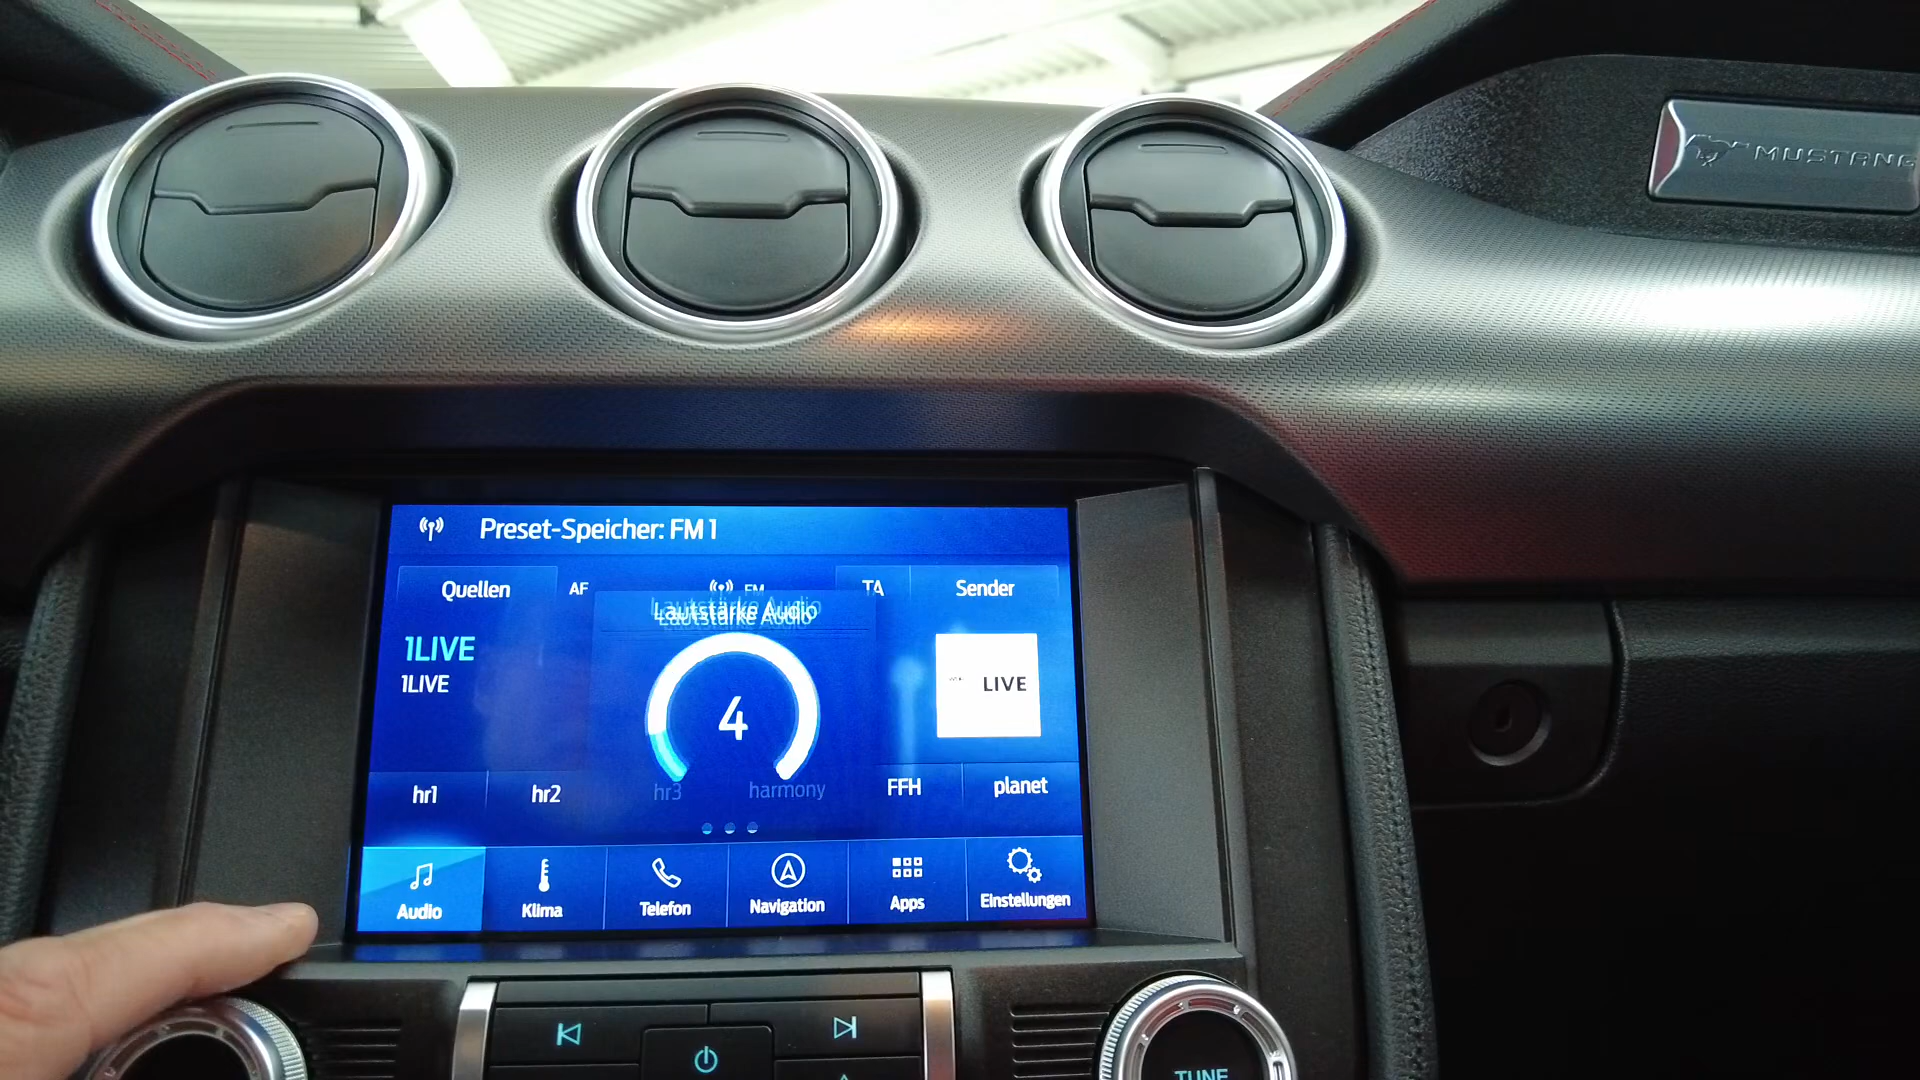 MUSTANG
Preset-Speicher: FM 1
Quellen AF FM TA Sender
Lautstärke Audio
1LIVE
1LIVE
LIVE
4
hr1 hr2 hr3 harmony FFH planet
Audio Klima Telefon Navigation Apps Einstellungen
TUNE